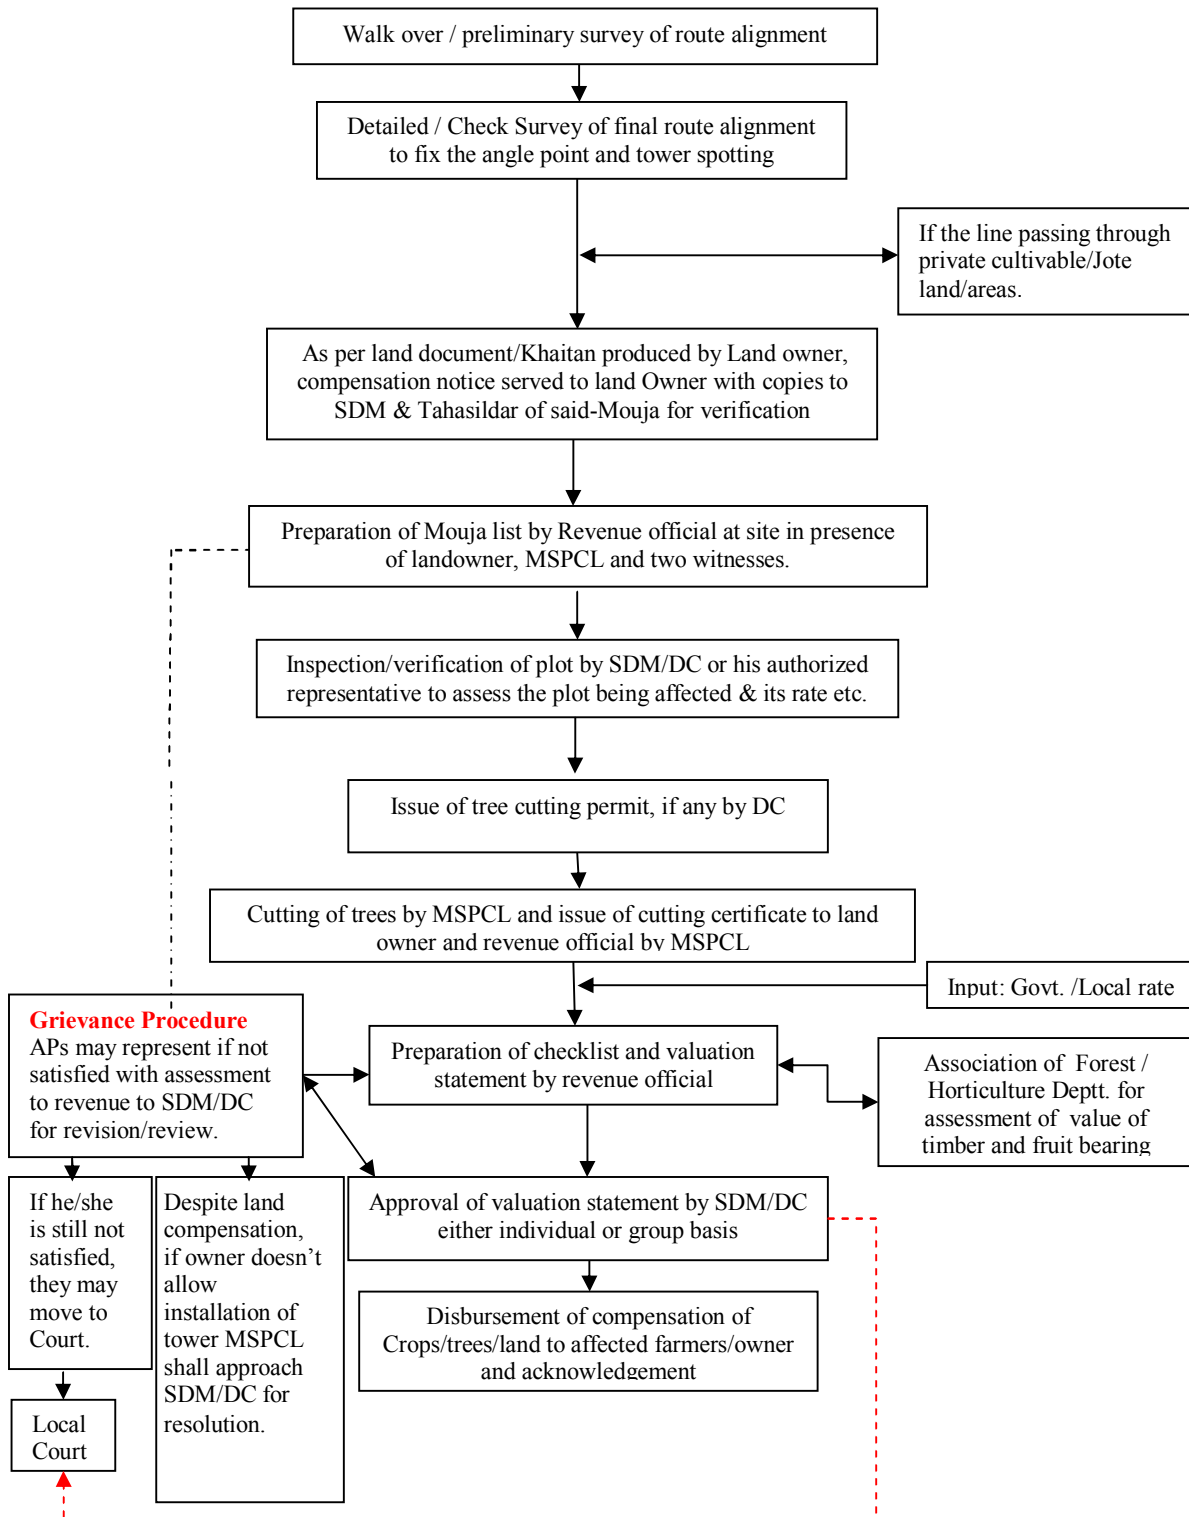 Walk over / preliminary survey of route alignment
Detailed / Check Survey of final route alignment
to fix the angle point and tower spotting
If the line passing through
private cultivable/Jote
land/areas.
As per land document/Khaitan produced by Land owner,
compensation notice served to land Owner with copies to
SDM & Tahasildar of said-Mouja for verification
Preparation of Mouja list by Revenue official at site in presence
of landowner, MSPCL and two witnesses.
Inspection/verification of plot by SDM/DC or his authorized
representative to assess the plot being affected & its rate etc.
Issue of tree cutting permit, if any by DC
Cutting of trees by MSPCL and issue of cutting certificate to land
owner and revenue official by MSPCL
Input: Govt. /Local rate
Grievance Procedure
APs may represent if not
satisfied with assessment
to revenue to SDM/DC
for revision/review.
Preparation of checklist and valuation
statement by revenue official
Association of Forest /
Horticulture Deptt. for
assessment of value of
timber and fruit bearing
If he/she
is still not
satisfied,
they may
move to
Court.
Despite land
compensation,
if owner doesn't
allow
installation of
tower MSPCL
shall approach
SDM/DC for
resolution.
Approval of valuation statement by SDM/DC
either individual or group basis
Disbursement of compensation of
Crops/trees/land to affected farmers/owner
and acknowledgement
Local
Court